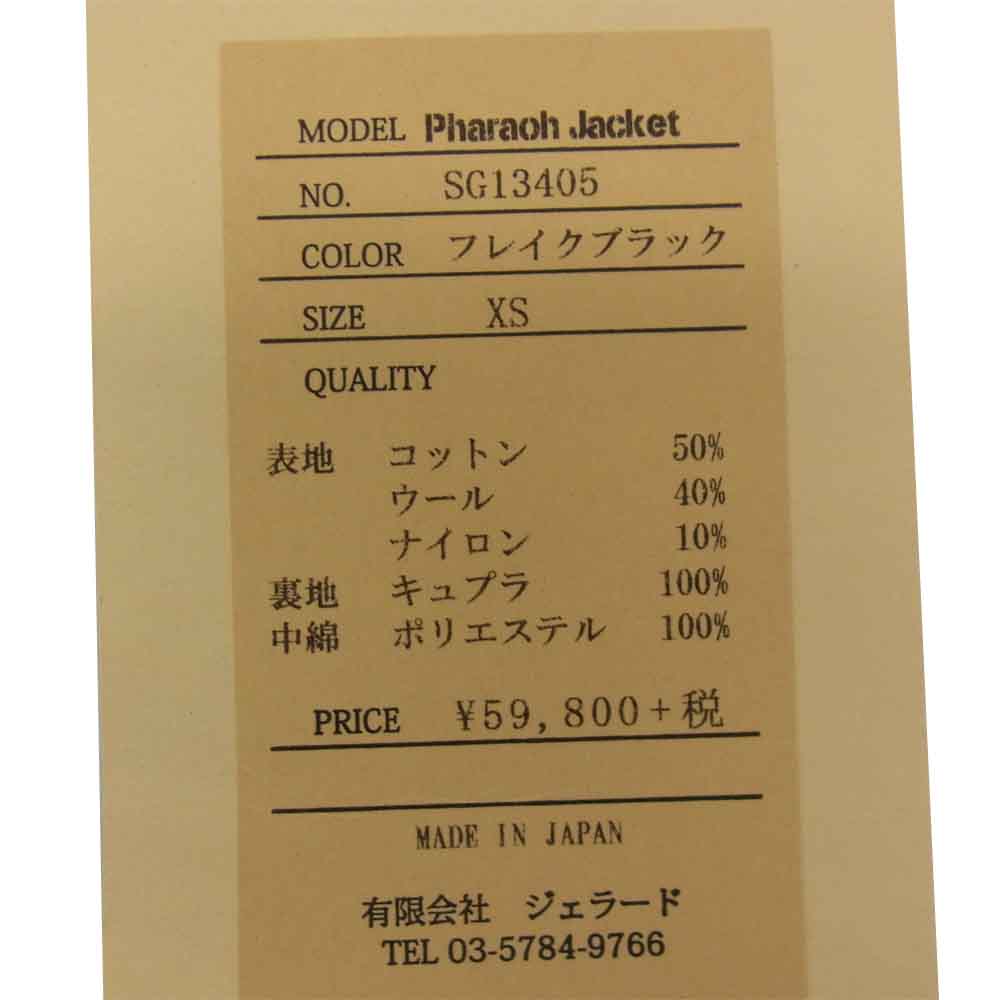 MODEL Pharaoh Jacket
NO. SG13405
COLOR フレイクブラック
SIZE XS
QUALITY
表地 コットン 50%
ウール 40%
ナイロン 10%
裏地 キュプラ 100%
中綿 ポリエステル 100%
PRICE ¥59,800+税
MADE IN JAPAN
有限会社 ジェラード
TEL 03-5784-9766